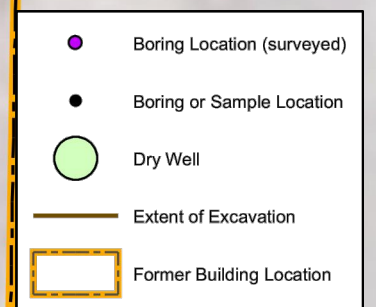 Boring Location (surveyed)
Boring or Sample Location
Dry Well
Extent of Excavation
Former Building Location